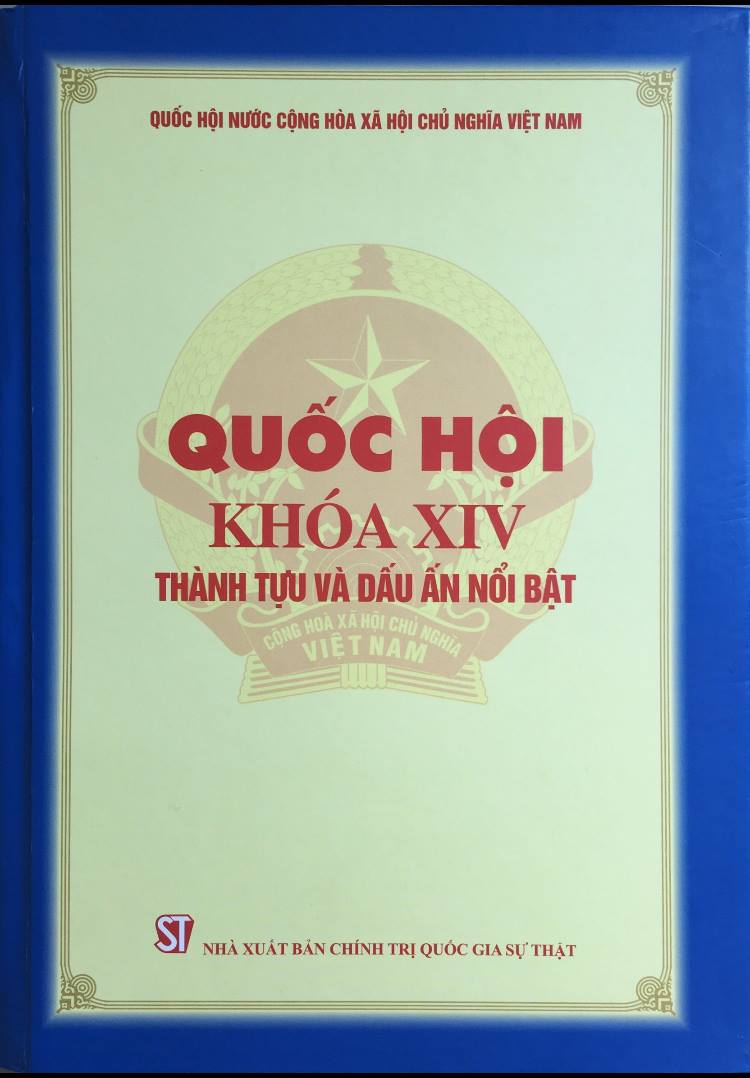 QUỐC HỘI NƯỚC CỘNG HÒA XÃ HỘI CHỦ NGHĨA VIỆT NAM
QUỐC HỘI
KHÓA XIV
THÀNH TỰU VÀ DẤU ẤN NỔI BẬT
CỘNG HOÀ XÃ HỘI CHỦ NGHĨA
VIỆT NAM
ST
NHÀ XUẤT BẢN CHÍNH TRỊ QUỐC GIA SỰ THẬT